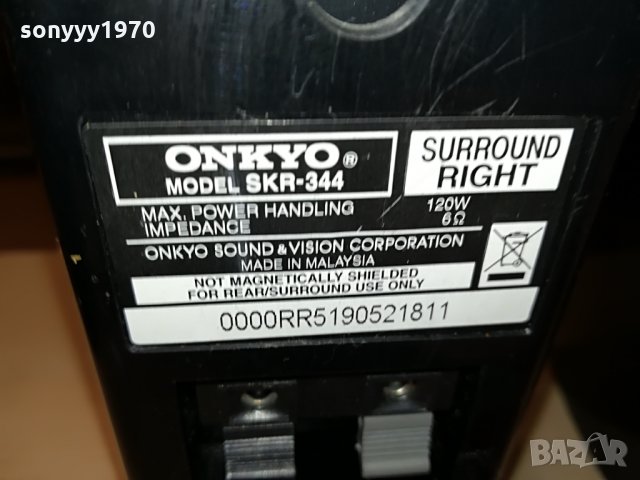 sonyyy1970
ONKYO®
MODEL SKR-344
SURROUND
RIGHT
MAX. POWER HANDLING 120W
IMPEDANCE 6Ω
ONKYO SOUND & VISION CORPORATION
MADE IN MALAYSIA
NOT MAGNETICALLY SHIELDED
FOR REAR/SURROUND USE ONLY
0000RR5190521811
BAZAR